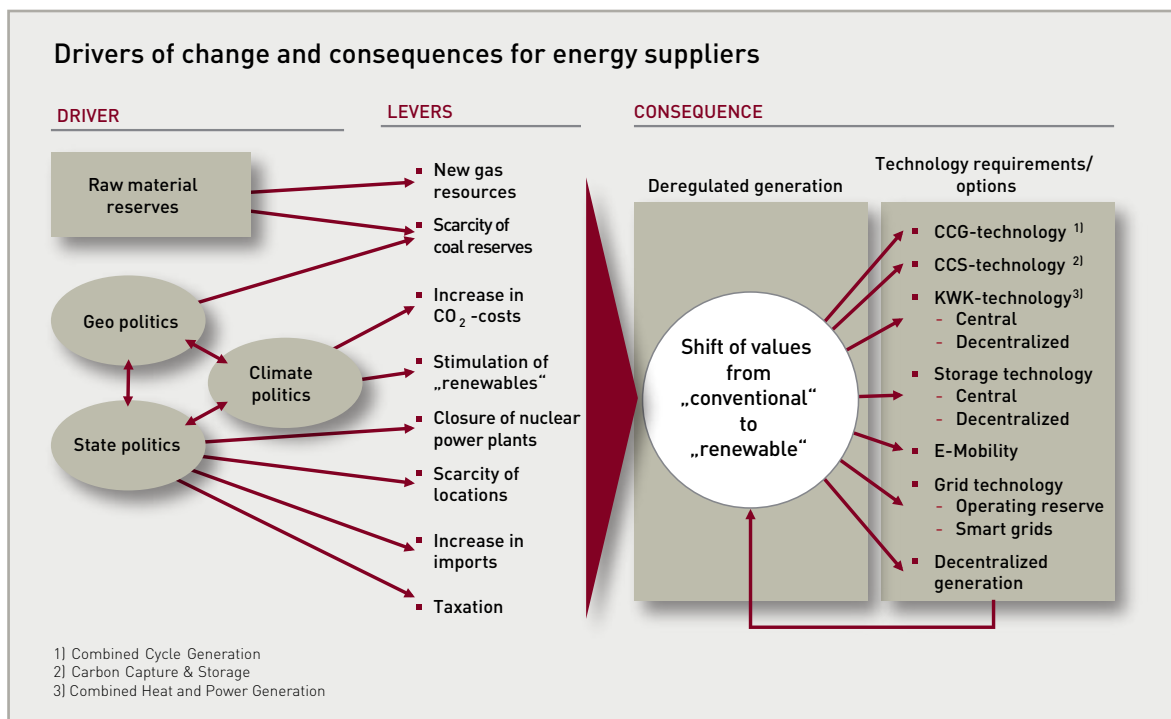 Drivers of change and consequences for energy suppliers
DRIVER
Raw material
reserves
Geo politics
Climate
politics
State politics
LEVERS
▪ New gas
resources
▪ Scarcity of
coal reserves
▪ Increase in
CO₂ -costs
▪ Stimulation of
„renewables“
▪ Closure of nuclear
power plants
▪ Scarcity of
locations
▪ Increase in
imports
▪ Taxation
CONSEQUENCE
Deregulated generation
Shift of values
from
„conventional“
to
„renewable“
Technology requirements/
options
▪ CCG-technology 1)
▪ CCS-technology 2)
▪ KWK-technology3)
- Central
- Decentralized
▪ Storage technology
- Central
- Decentralized
▪ E-Mobility
▪ Grid technology
- Operating reserve
- Smart grids
▪ Decentralized
generation
1) Combined Cycle Generation
2) Carbon Capture & Storage
3) Combined Heat and Power Generation